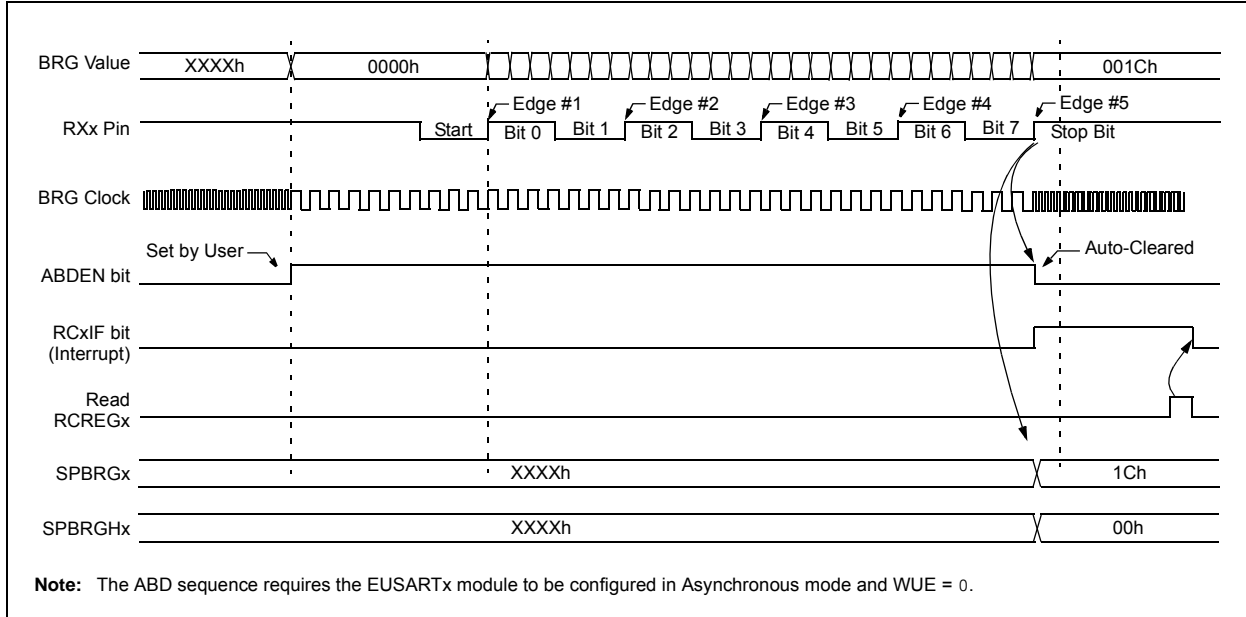 BRG Value XXXXh 0000h 001Ch
Edge #1 Edge #2 Edge #3 Edge #4 Edge #5
RXx Pin Start Bit 0 Bit 1 Bit 2 Bit 3 Bit 4 Bit 5 Bit 6 Bit 7 Stop Bit
BRG Clock
Set by User Auto-Cleared
ABDEN bit
RCxIF bit
(Interrupt)
Read
RCREGx
SPBRGx XXXXh 1Ch
SPBRGHx XXXXh 00h
Note: The ABD sequence requires the EUSARTx module to be configured in Asynchronous mode and WUE = 0.